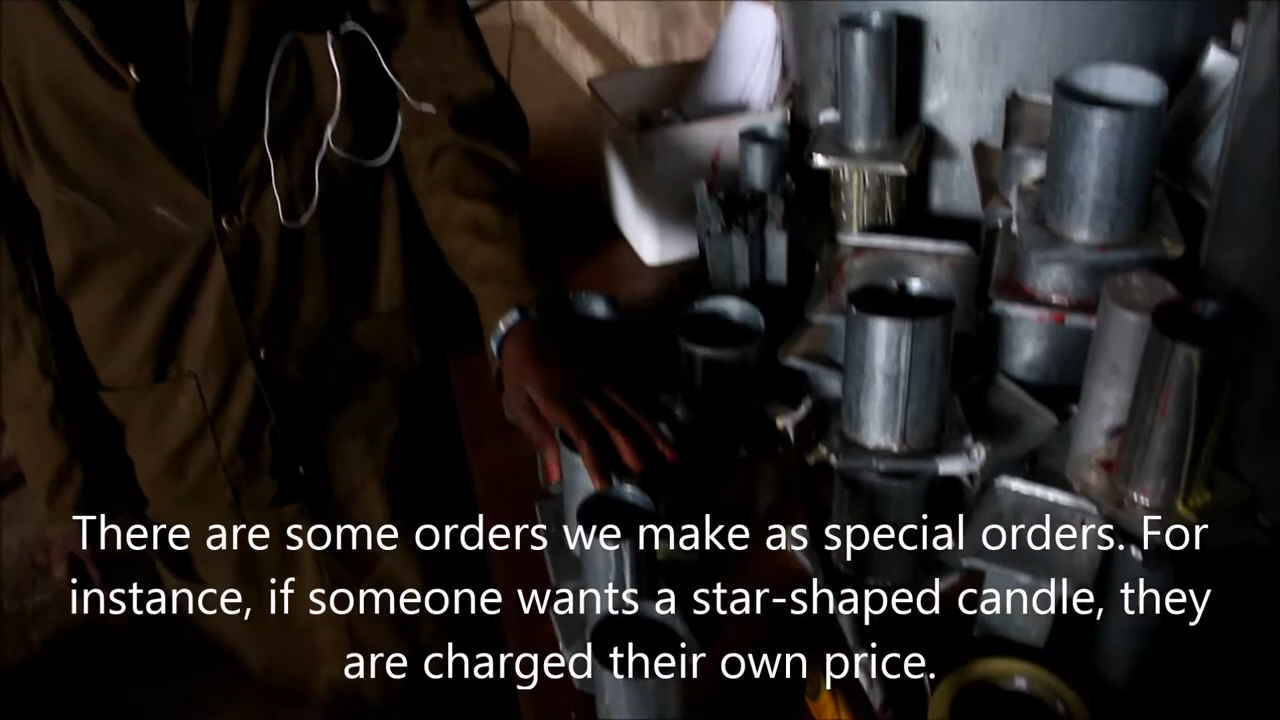 There are some orders we make as special orders. For
instance, if someone wants a star-shaped candle, they
are charged their own price.